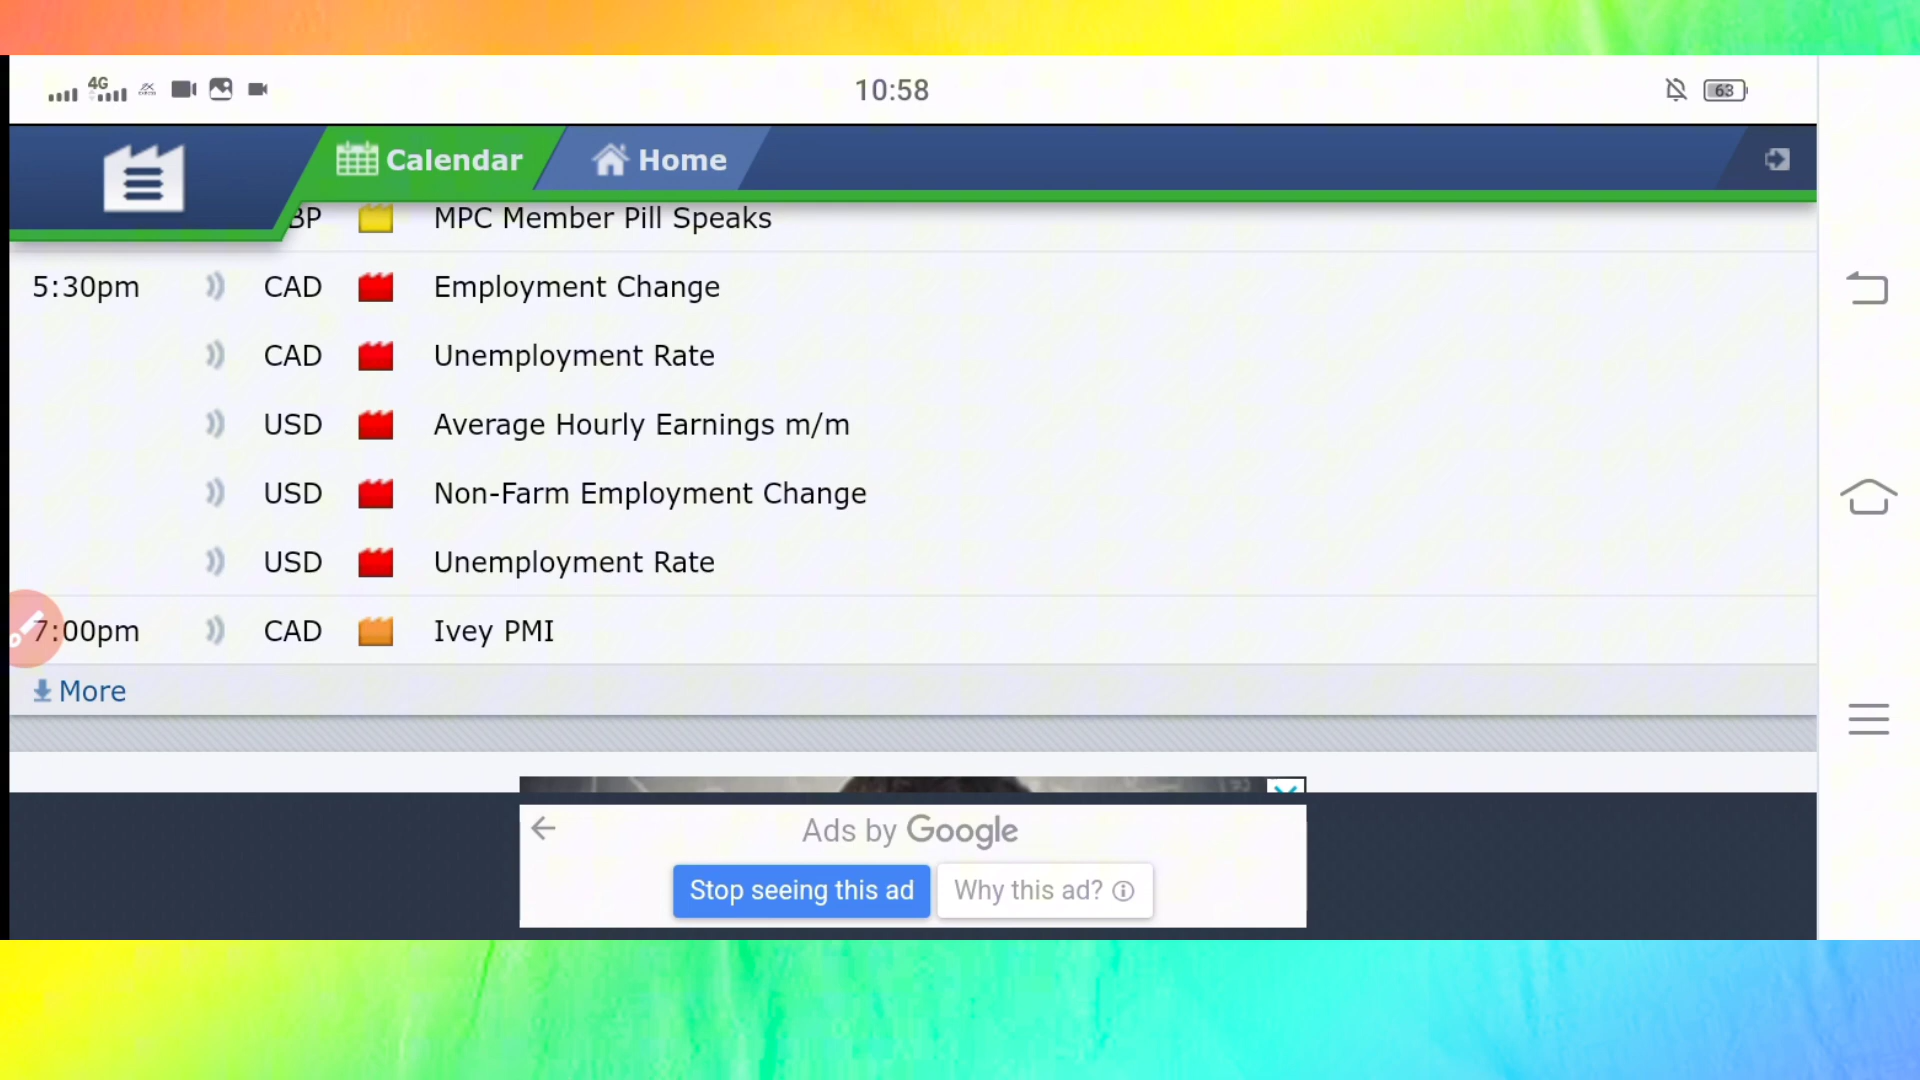 4G 10:58 63
Calendar Home
BP MPC Member Pill Speaks
5:30pm CAD Employment Change
CAD Unemployment Rate
USD Average Hourly Earnings m/m
USD Non-Farm Employment Change
USD Unemployment Rate
7:00pm CAD Ivey PMI
More
Ads by Google
Stop seeing this ad Why this ad?